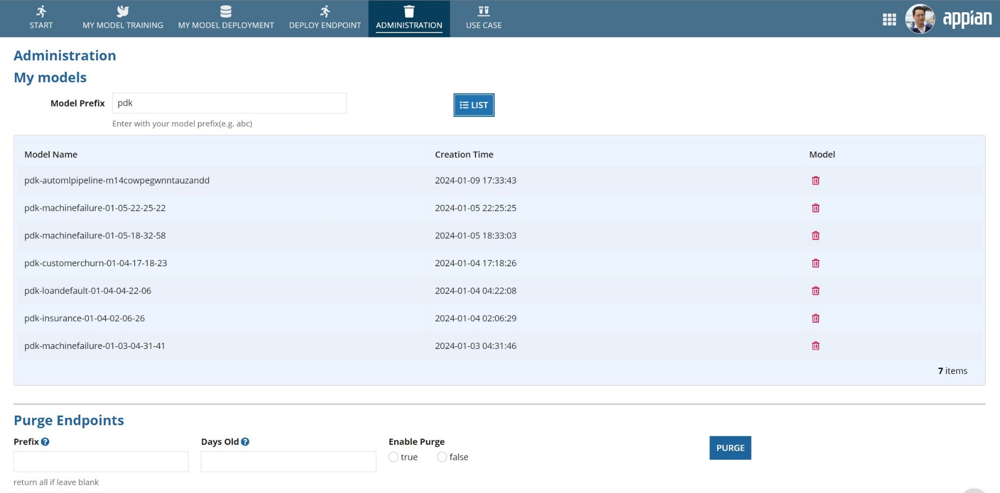 START MY MODEL TRAINING MY MODEL DEPLOYMENT DEPLOY ENDPOINT ADMINISTRATION USE CASE appian
Administration
My models
Model Prefix pdk LIST
Enter with your model prefix(e.g. abc)
Model Name Creation Time Model
pdk-automlpipeline-m14cowpegwnntauzandd 2024-01-09 17:33:43
pdk-machinefailure-01-05-22-25-22 2024-01-05 22:25:25
pdk-machinefailure-01-05-18-32-58 2024-01-05 18:33:03
pdk-customerchurn-01-04-17-18-23 2024-01-04 17:18:26
pdk-loandefault-01-04-04-22-06 2024-01-04 04:22:08
pdk-insurance-01-04-02-06-26 2024-01-04 02:06:29
pdk-machinefailure-01-03-04-31-41 2024-01-03 04:31:46
7 items
Purge Endpoints
Prefix ? Days Old ? Enable Purge
true false PURGE
return all if leave blank